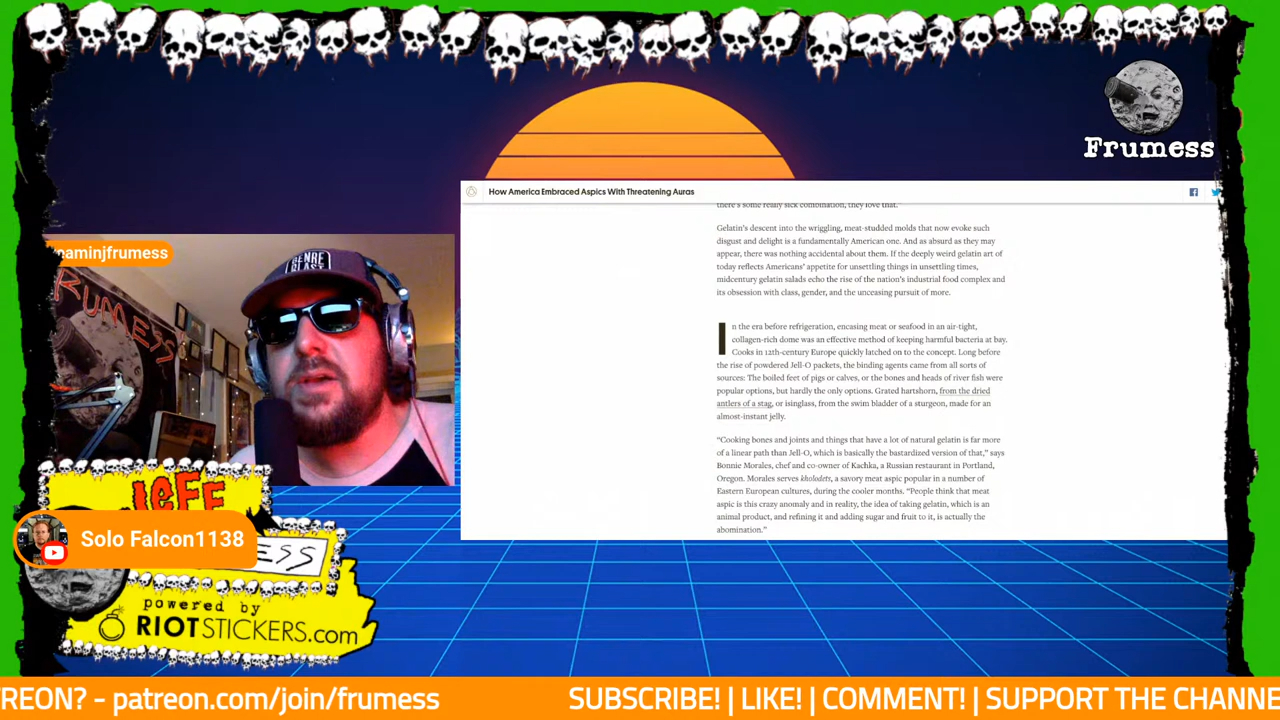 Frumess
How America Embraced Aspics With Threatening Auras
there's some really sick combination, they love that."
Gelatin's descent into the wriggling, meat-studded molds that now evoke such
disgust and delight is a fundamentally American one. And as absurd as they may
appear, there was nothing accidental about them. If the deeply weird gelatin art of
today reflects Americans' appetite for unsettling things in unsettling times,
midcentury gelatin salads echo the rise of the nation's industrial food complex and
its obsession with class, gender, and the unceasing pursuit of more.
In the era before refrigeration, encasing meat or seafood in an air-tight,
collagen-rich dome was an effective method of keeping harmful bacteria at bay.
Cooks in 12th-century Europe quickly latched on to the concept. Long before
the rise of powdered Jell-O packets, the binding agents came from all sorts of
sources: The boiled feet of pigs or calves, or the bones and heads of river fish were
popular options, but hardly the only options. Grated hartshorn, from the dried
antlers of a stag, or isinglass, from the swim bladder of a sturgeon, made for an
almost-instant jelly.
"Cooking bones and joints and things that have a lot of natural gelatin is far more
of a linear path than Jell-O, which is basically the bastardized version of that," says
Bonnie Morales, chef and co-owner of Kachka, a Russian restaurant in Portland,
Oregon. Morales serves kholodets, a savory meat aspic popular in a number of
Eastern European cultures, during the cooler months. "People think that meat
aspic is this crazy anomaly and in reality, the idea of taking gelatin, which is an
animal product, and refining it and adding sugar and fruit to it, is actually the
abomination."
eaminjfrumess
GENRE
BLAST
FRUMESS
JEFF
Solo Falcon1138
ESS
powered by
RIOTSTICKERS.com
TREON? - patreon.com/join/frumess SUBSCRIBE! | LIKE! | COMMENT! | SUPPORT THE CHANNE